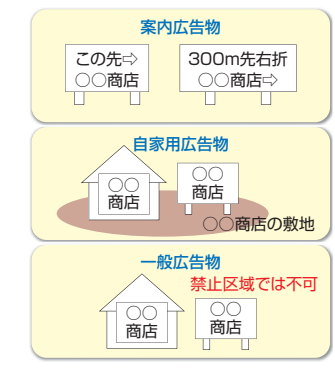 案内広告物
この先⇨
○○商店
300m先右折
○○商店⇨
自家用広告物
○○
商店
○○
商店
○○商店の敷地
一般広告物
禁止区域では不可
○○
商店
○○
商店